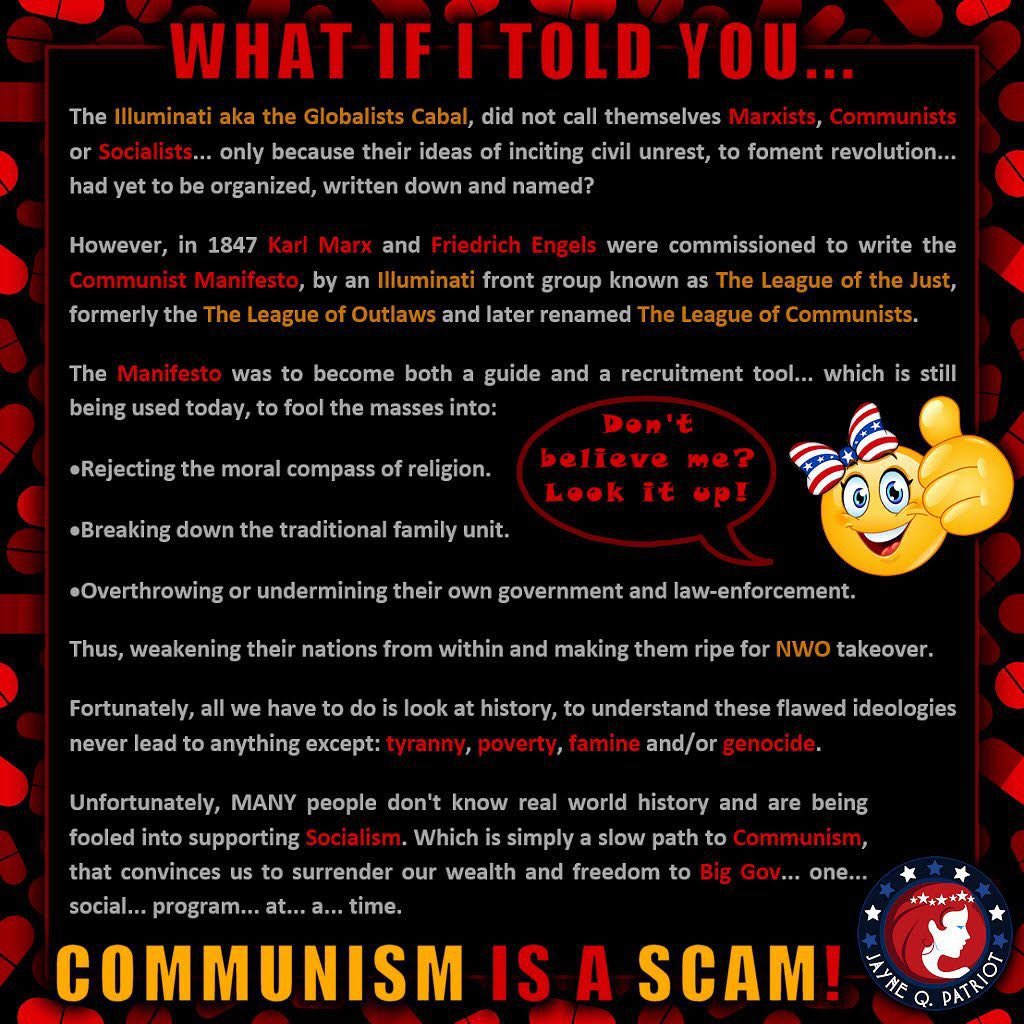 WHAT IF I TOLD YOU...
The Illuminati aka the Globalists Cabal, did not call themselves Marxists, Communists
or Socialists... only because their ideas of inciting civil unrest, to foment revolution...
had yet to be organized, written down and named?
However, in 1847 Karl Marx and Friedrich Engels were commissioned to write the
Communist Manifesto, by an Illuminati front group known as The League of the Just,
formerly the The League of Outlaws and later renamed The League of Communists.
The Manifesto was to become both a guide and a recruitment tool... which is still
being used today, to fool the masses into:
Don't
believe me?
Look it up!
•Rejecting the moral compass of religion.
•Breaking down the traditional family unit.
•Overthrowing or undermining their own government and law-enforcement.
Thus, weakening their nations from within and making them ripe for NWO takeover.
Fortunately, all we have to do is look at history, to understand these flawed ideologies
never lead to anything except: tyranny, poverty, famine and/or genocide.
Unfortunately, MANY people don't know real world history and are being
fooled into supporting Socialism. Which is simply a slow path to Communism,
that convinces us to surrender our wealth and freedom to Big Gov... one...
social... program... at... a... time.
COMMUNISM IS A SCAM!
JAYNE Q. PATRIOT